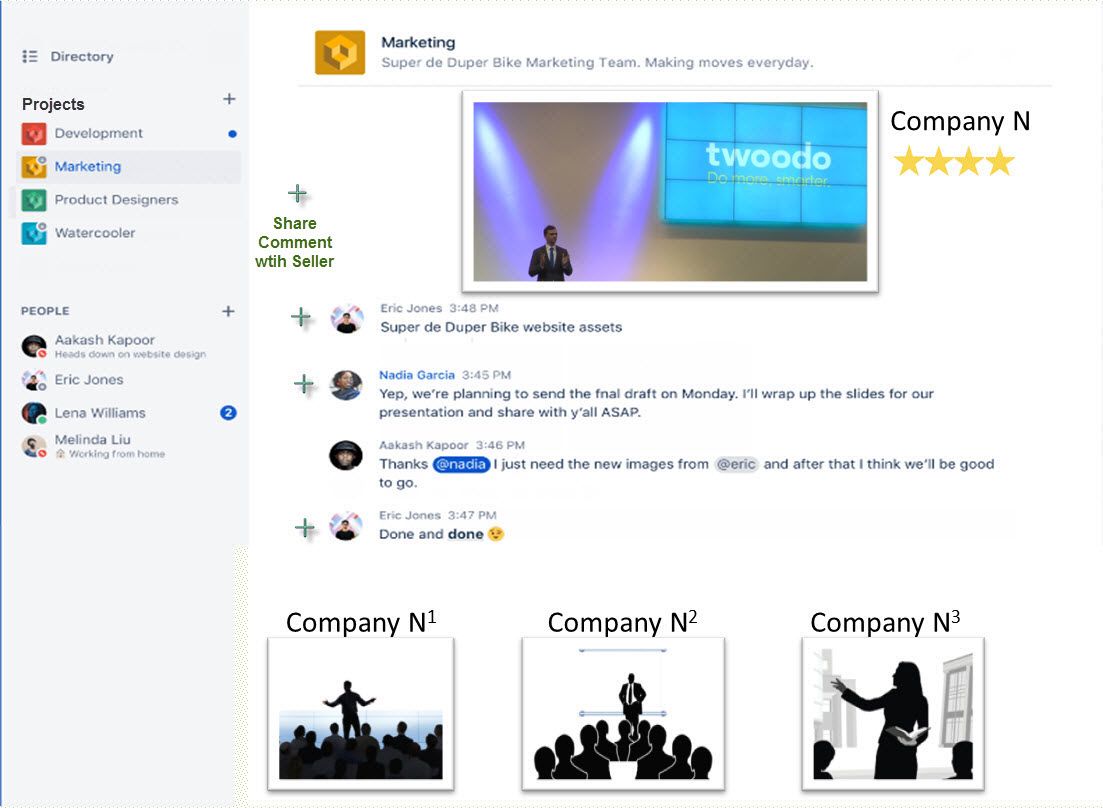 Directory
Projects
Development
Marketing
Product Designers
Watercooler
PEOPLE
Aakash Kapoor
Heads down on website design
Eric Jones
Lena Williams 2
Melinda Liu
Working from home
Marketing
Super de Duper Bike Marketing Team. Making moves everyday.
twoodo
Do more, smarter.
Company N
Share
Comment
wtih Seller
Eric Jones 3:48 PM
Super de Duper Bike website assets
Nadia Garcia 3:45 PM
Yep, we're planning to send the fnal draft on Monday. I'll wrap up the slides for our
presentation and share with y'all ASAP.
Aakash Kapoor 3:46 PM
Thanks @nadia I just need the new images from @eric and after that I think we'll be good
to go.
Eric Jones 3:47 PM
Done and done
Company N1
Company N2
Company N3